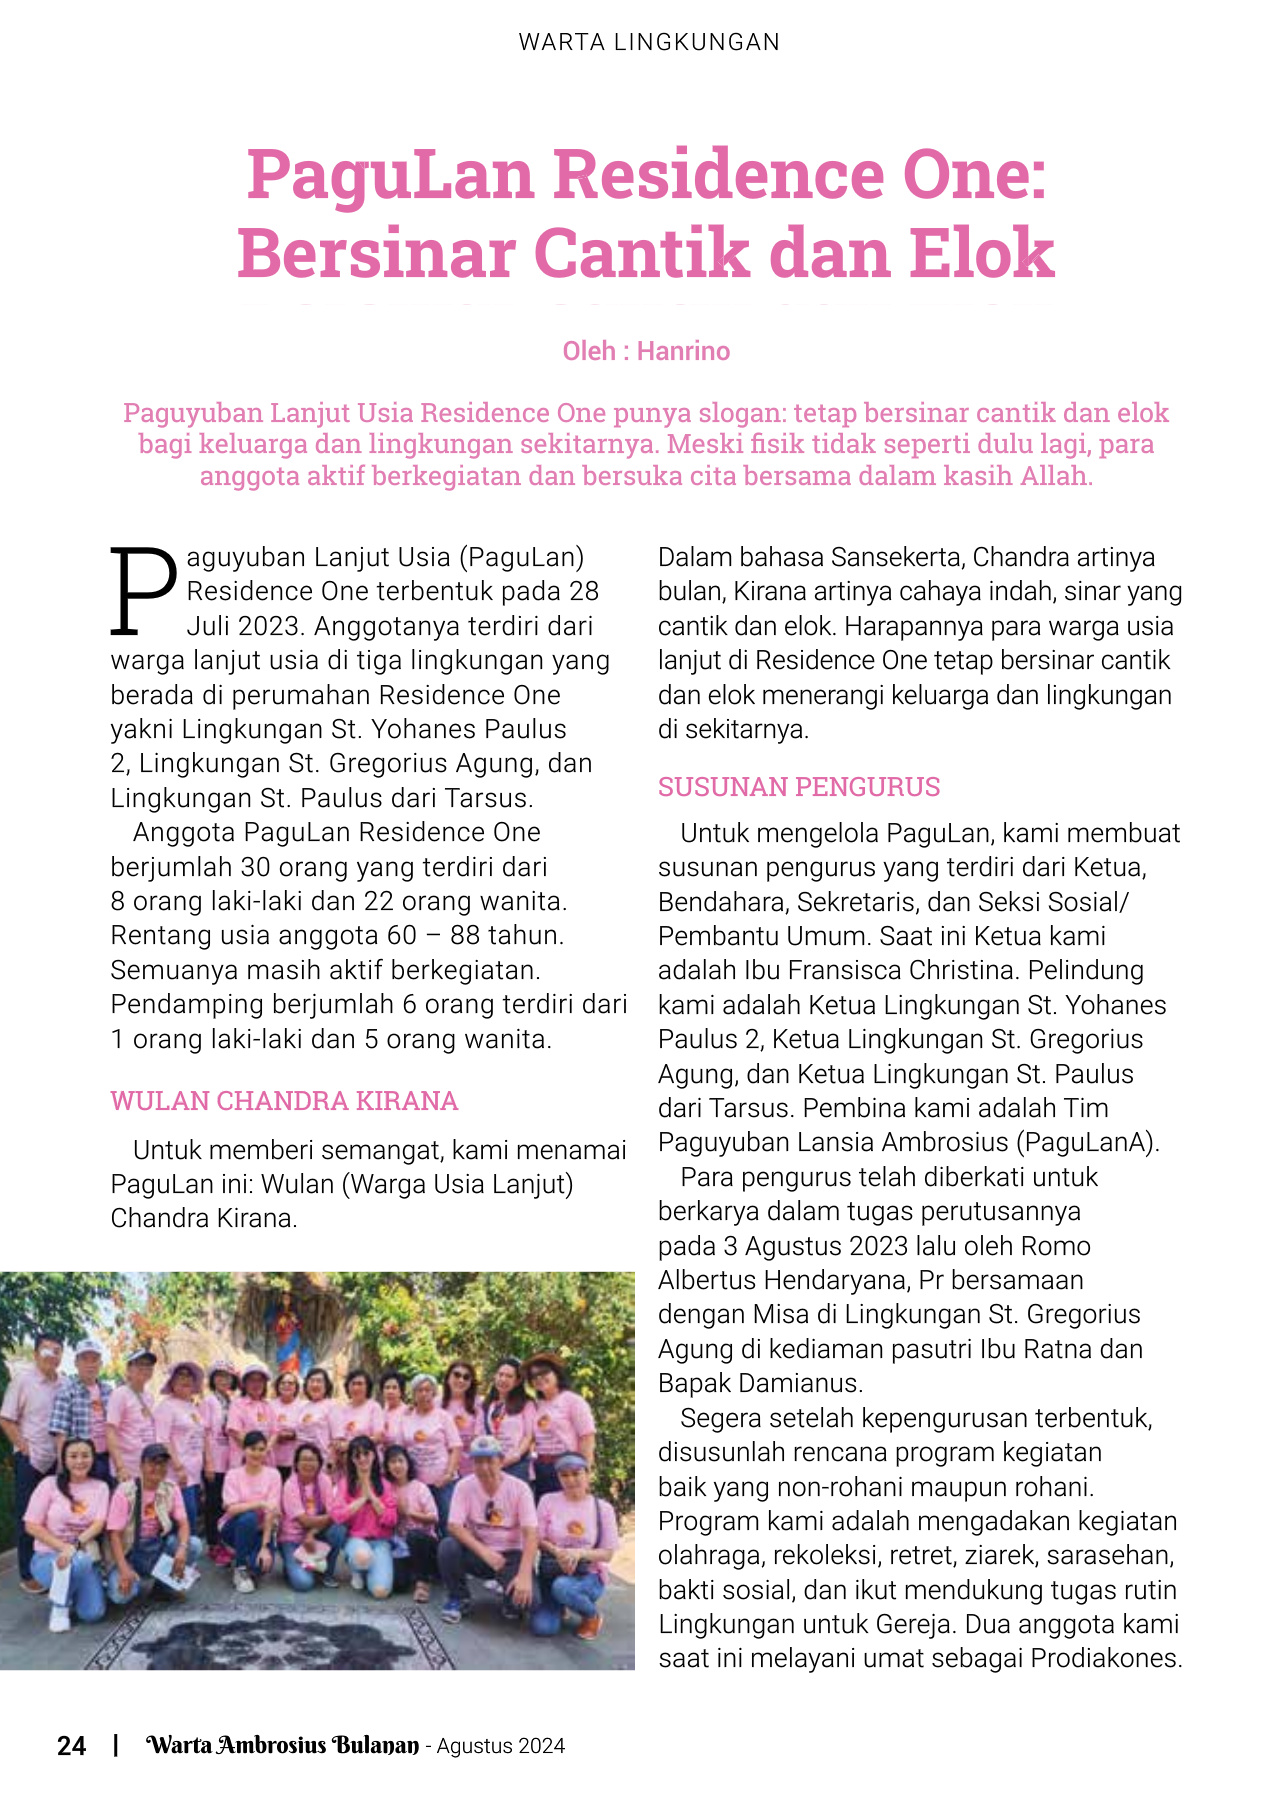 WARTA LINGKUNGAN
PaguLan Residence One:
Bersinar Cantik dan Elok
Oleh : Hanrino
Paguyuban Lanjut Usia Residence One punya slogan: tetap bersinar cantik dan elok
bagi keluarga dan lingkungan sekitarnya. Meski fisik tidak seperti dulu lagi, para
anggota aktif berkegiatan dan bersuka cita bersama dalam kasih Allah.
Paguyuban Lanjut Usia (PaguLan)
Residence One terbentuk pada 28
Juli 2023. Anggotanya terdiri dari
warga lanjut usia di tiga lingkungan yang
berada di perumahan Residence One
yakni Lingkungan St. Yohanes Paulus
2, Lingkungan St. Gregorius Agung, dan
Lingkungan St. Paulus dari Tarsus.
Anggota PaguLan Residence One
berjumlah 30 orang yang terdiri dari
8 orang laki-laki dan 22 orang wanita.
Rentang usia anggota 60 – 88 tahun.
Semuanya masih aktif berkegiatan.
Pendamping berjumlah 6 orang terdiri dari
1 orang laki-laki dan 5 orang wanita.
WULAN CHANDRA KIRANA
Untuk memberi semangat, kami menamai
PaguLan ini: Wulan (Warga Usia Lanjut)
Chandra Kirana.
Dalam bahasa Sansekerta, Chandra artinya
bulan, Kirana artinya cahaya indah, sinar yang
cantik dan elok. Harapannya para warga usia
lanjut di Residence One tetap bersinar cantik
dan elok menerangi keluarga dan lingkungan
di sekitarnya.
SUSUNAN PENGURUS
Untuk mengelola PaguLan, kami membuat
susunan pengurus yang terdiri dari Ketua,
Bendahara, Sekretaris, dan Seksi Sosial/
Pembantu Umum. Saat ini Ketua kami
adalah Ibu Fransisca Christina. Pelindung
kami adalah Ketua Lingkungan St. Yohanes
Paulus 2, Ketua Lingkungan St. Gregorius
Agung, dan Ketua Lingkungan St. Paulus
dari Tarsus. Pembina kami adalah Tim
Paguyuban Lansia Ambrosius (PaguLanA).
Para pengurus telah diberkati untuk
berkarya dalam tugas perutusannya
pada 3 Agustus 2023 lalu oleh Romo
Albertus Hendaryana, Pr bersamaan
dengan Misa di Lingkungan St. Gregorius
Agung di kediaman pasutri Ibu Ratna dan
Bapak Damianus.
Segera setelah kepengurusan terbentuk,
disusunlah rencana program kegiatan
baik yang non-rohani maupun rohani.
Program kami adalah mengadakan kegiatan
olahraga, rekoleksi, retret, ziarek, sarasehan,
bakti sosial, dan ikut mendukung tugas rutin
Lingkungan untuk Gereja. Dua anggota kami
saat ini melayani umat sebagai Prodiakones.
24 | Warta Ambrosius Bulanan - Agustus 2024